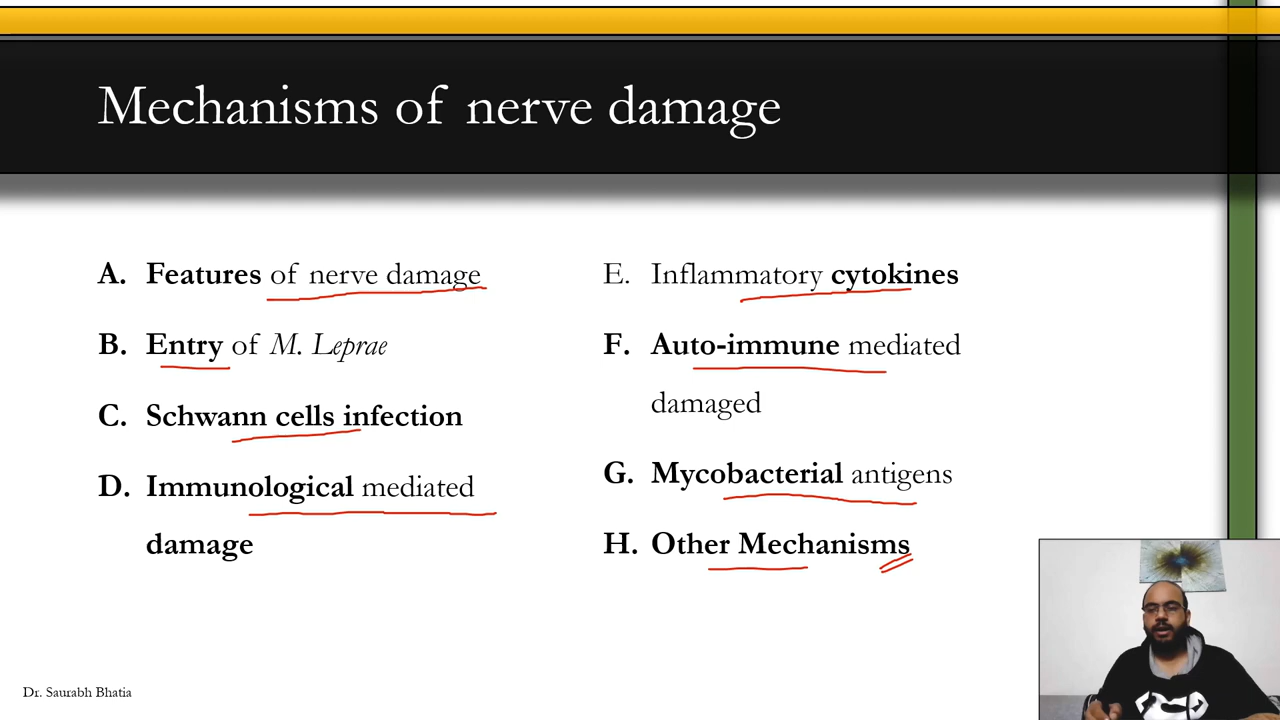 Mechanisms of nerve damage
A. Features of nerve damage
B. Entry of M. Leprae
C. Schwann cells infection
D. Immunological mediated
damage
E. Inflammatory cytokines
F. Auto-immune mediated
damaged
G. Mycobacterial antigens
H. Other Mechanisms
Dr. Saurabh Bhatia